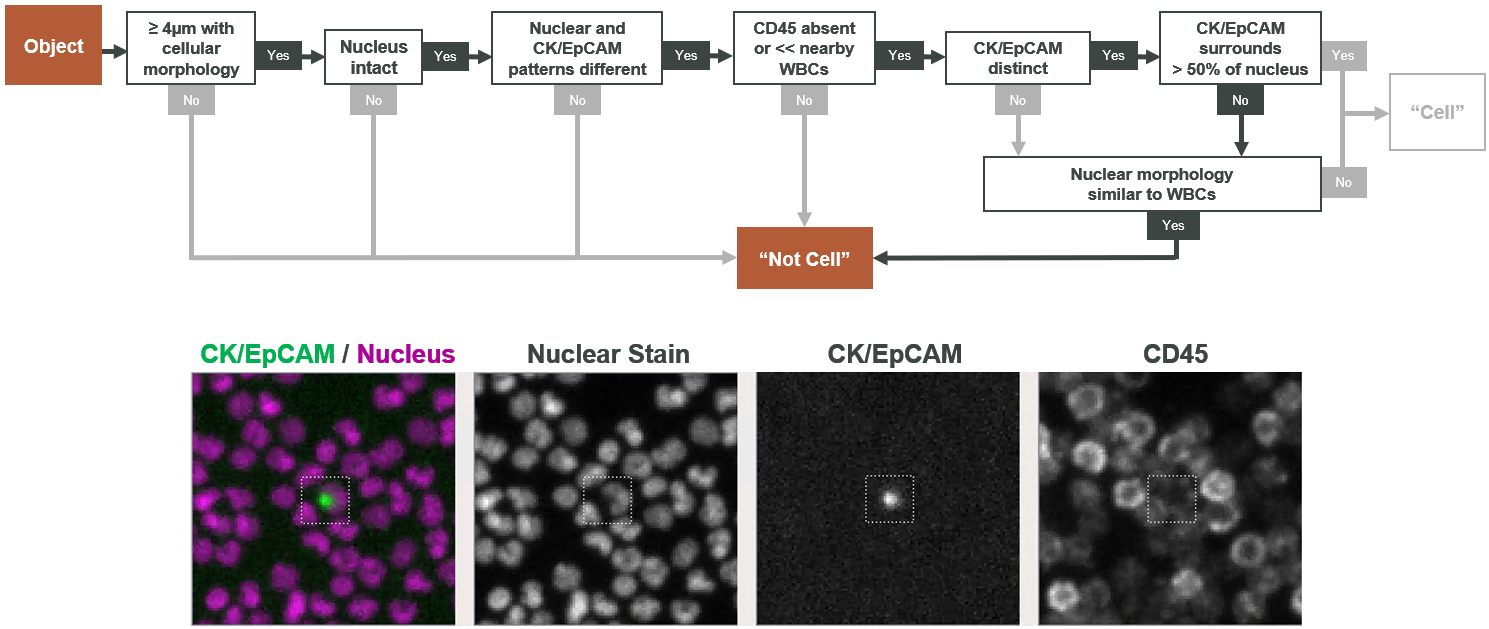 Object
≥ 4µm with
cellular
morphology
Yes
No
Nucleus
intact
Yes
No
Nuclear and
CK/EpCAM
patterns different
Yes
No
CD45 absent
or << nearby
WBCs
Yes
No
CK/EpCAM
distinct
Yes
No
CK/EpCAM
surrounds
> 50% of nucleus
Yes
No
“Cell”
Nuclear morphology
similar to WBCs
No
Yes
“Not Cell”
CK/EpCAM / Nucleus
Nuclear Stain
CK/EpCAM
CD45